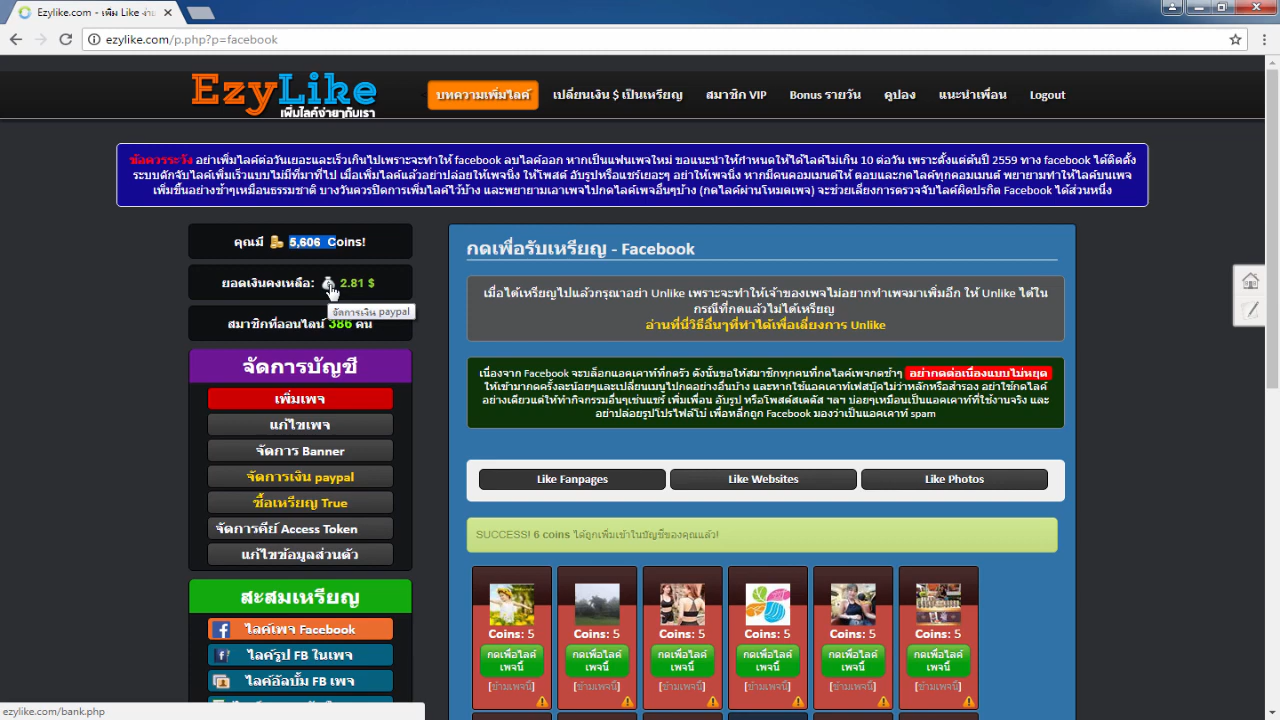 Ezylike.com - เพิ่ม Like
ezylike.com/p.php?p=facebook
EzyLike
เพิ่มไลค์ง่ายๆกับเรา
บทความเพิ่มไลค์ เปลี่ยนเงิน $ เป็นเหรียญ สมาชิก VIP Bonus รายวัน คูปอง แนะนำเพื่อน Logout
ข้อควรระวัง อย่าเพิ่มไลค์ต่อวันเยอะและเร็วเกินไปเพราะจะทำให้ facebook ลบไลค์ออก หากเป็นแฟนเพจใหม่ ขอแนะนำให้กำหนดให้ได้ไลค์ไม่เกิน 10 ต่อวัน เพราะตั้งแต่ต้นปี 2559 ทาง facebook ได้ติดตั้ง
ระบบดักจับไลค์เพิ่มเร็วแบบไม่มีที่มาที่ไป เมื่อเพิ่มไลค์แล้วอย่าปล่อยให้เพจนิ่ง ให้โพสต์ อัปรูปหรือแชร์เยอะๆ อย่าให้เพจนิ่ง หากมีคนคอมเมนต์ให้ ตอบและกดไลค์ทุกคอมเมนต์ พยายามทำให้ไลค์บนเพจ
เพิ่มขึ้นอย่างช้าๆเหมือนธรรมชาติ บางวันควรปิดการเพิ่มไลค์ไว้บ้าง และพยายามเอาเพจไปกดไลค์เพจอื่นๆบ้าง (กดไลค์ผ่านโหมดเพจ) จะช่วยเลี่ยงการตรวจจับไลค์ผิดปรกติ Facebook ได้ส่วนหนึ่ง
คุณมี 5,606 Coins!
ยอดเงินคงเหลือ: 2.81 $
จัดการเงิน paypal
สมาชิกที่ออนไลน์ 386 คน
จัดการบัญชี
เพิ่มเพจ
แก้ไขเพจ
จัดการ Banner
จัดการเงิน paypal
ซื้อเหรียญ True
จัดการคีย์ Access Token
แก้ไขข้อมูลส่วนตัว
สะสมเหรียญ
ไลค์เพจ Facebook
ไลค์รูป FB ในเพจ
ไลค์อัลบั้ม FB เพจ
กดเพื่อรับเหรียญ - Facebook
เมื่อได้เหรียญไปแล้วกรุณาอย่า Unlike เพราะจะทำให้เจ้าของเพจไม่อยากทำเพจมาเพิ่มอีก ให้ Unlike ได้ใน
กรณีที่กดแล้วไม่ได้เหรียญ
อ่านที่นี่วิธีอื่นๆที่ทำได้เพื่อเลี่ยงการ Unlike
เนื่องจาก Facebook จะบล็อกแอคเคาท์ที่กดรัว ดังนั้นขอให้สมาชิกทุกคนที่กดไลค์เพจกดช้าๆ อย่ากดต่อเนื่องแบบไม่หยุด
ให้เข้ามากดครั้งละน้อยๆและเปลี่ยนเมนูไปกดอย่างอื่นบ้าง และหากใช้แอคเคาท์เฟสบุ๊คไม่ว่าหลักหรือสำรอง อย่าใช้กดไลค์
อย่างเดียวแต่ให้ทำกิจกรรมอื่นๆเช่นแชร์ เพิ่มเพื่อน อัปรูป หรือโพสต์สเตตัส ฯลฯ บ่อยๆเหมือนเป็นแอคเคาท์ที่ใช้งานจริง และ
อย่าปล่อยรูปโปรไฟล์โบ๋ เพื่อหลีกถูก Facebook มองว่าเป็นแอคเคาท์ spam
Like Fanpages Like Websites Like Photos
SUCCESS! 6 coins ได้ถูกเพิ่มเข้าในบัญชีของคุณแล้ว!
Coins: 5 Coins: 5 Coins: 5 Coins: 5 Coins: 5 Coins: 5
กดเพื่อไลค์ กดเพื่อไลค์ กดเพื่อไลค์ กดเพื่อไลค์ กดเพื่อไลค์ กดเพื่อไลค์
เพจนี้ เพจนี้ เพจนี้ เพจนี้ เพจนี้ เพจนี้
[ข้ามเพจนี้] [ข้ามเพจนี้] [ข้ามเพจนี้] [ข้ามเพจนี้] [ข้ามเพจนี้] [ข้ามเพจนี้]
ezylike.com/bank.php